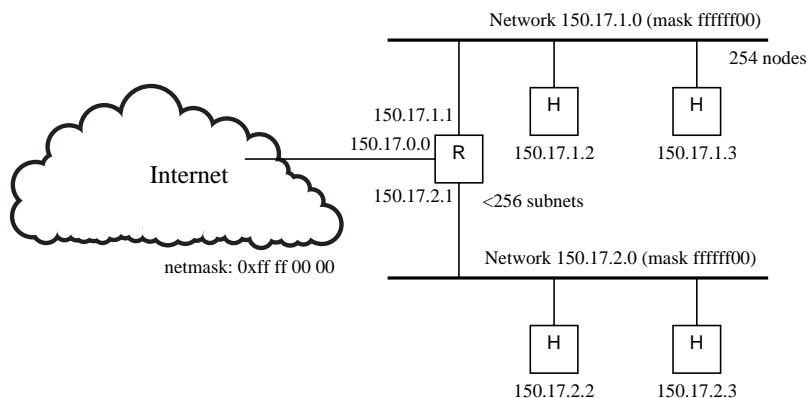 Network 150.17.1.0 (mask ffffff00)
254 nodes
H
H
150.17.1.1
150.17.0.0
R
150.17.1.2
150.17.1.3
Internet
150.17.2.1
<256 subnets
netmask: 0xff ff 00 00
Network 150.17.2.0 (mask ffffff00)
H
H
150.17.2.2
150.17.2.3